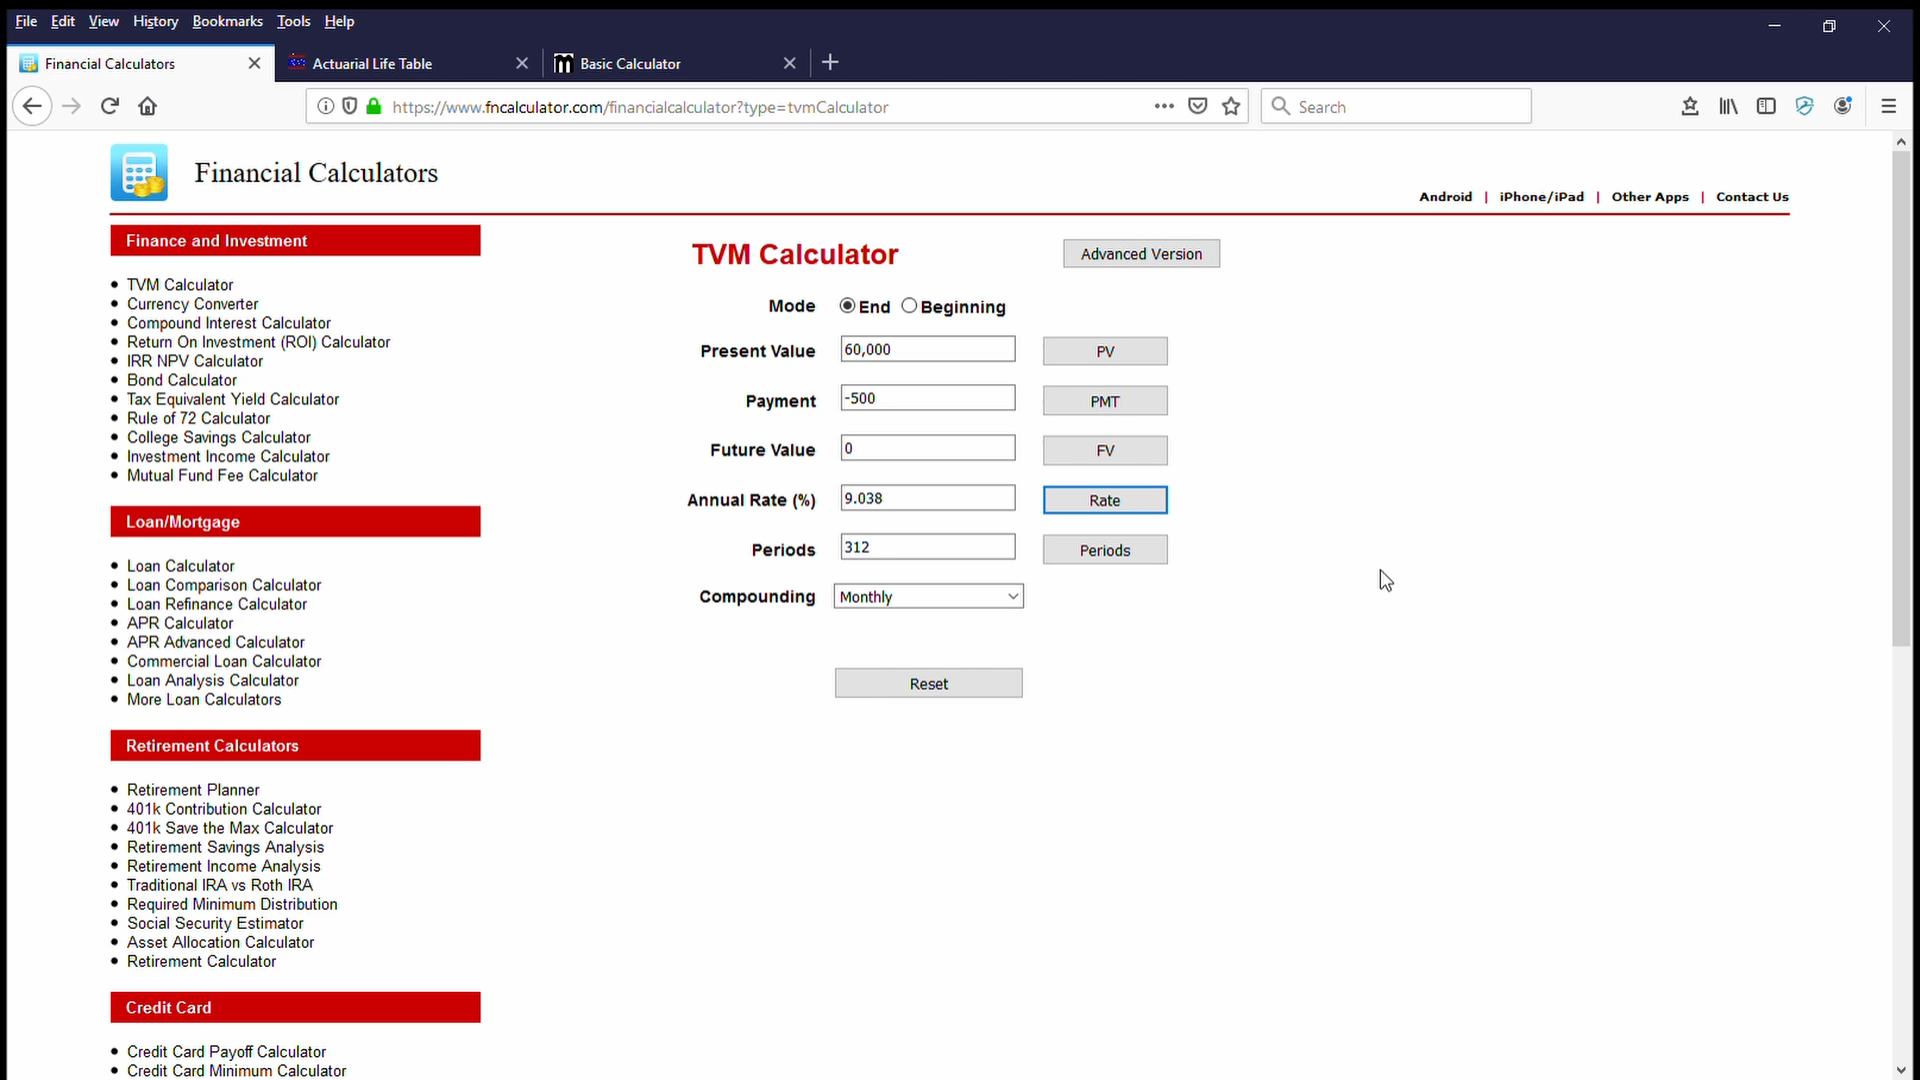 File Edit View History Bookmarks Tools Help
Financial Calculators
Actuarial Life Table
Basic Calculator
https://www.fncalculator.com/financialcalculator?type=tvmCalculator
Search
Financial Calculators
Android | iPhone/iPad | Other Apps | Contact Us
Finance and Investment
TVM Calculator
Currency Converter
Compound Interest Calculator
Return On Investment (ROI) Calculator
IRR NPV Calculator
Bond Calculator
Tax Equivalent Yield Calculator
Rule of 72 Calculator
College Savings Calculator
Investment Income Calculator
Mutual Fund Fee Calculator
Loan/Mortgage
Loan Calculator
Loan Comparison Calculator
Loan Refinance Calculator
APR Calculator
APR Advanced Calculator
Commercial Loan Calculator
Loan Analysis Calculator
More Loan Calculators
Retirement Calculators
Retirement Planner
401k Contribution Calculator
401k Save the Max Calculator
Retirement Savings Analysis
Retirement Income Analysis
Traditional IRA vs Roth IRA
Required Minimum Distribution
Social Security Estimator
Asset Allocation Calculator
Retirement Calculator
Credit Card
Credit Card Payoff Calculator
Credit Card Minimum Calculator
TVM Calculator
Advanced Version
Mode End Beginning
Present Value 60,000 PV
Payment -500 PMT
Future Value 0 FV
Annual Rate (%) 9.038 Rate
Periods 312 Periods
Compounding Monthly
Reset